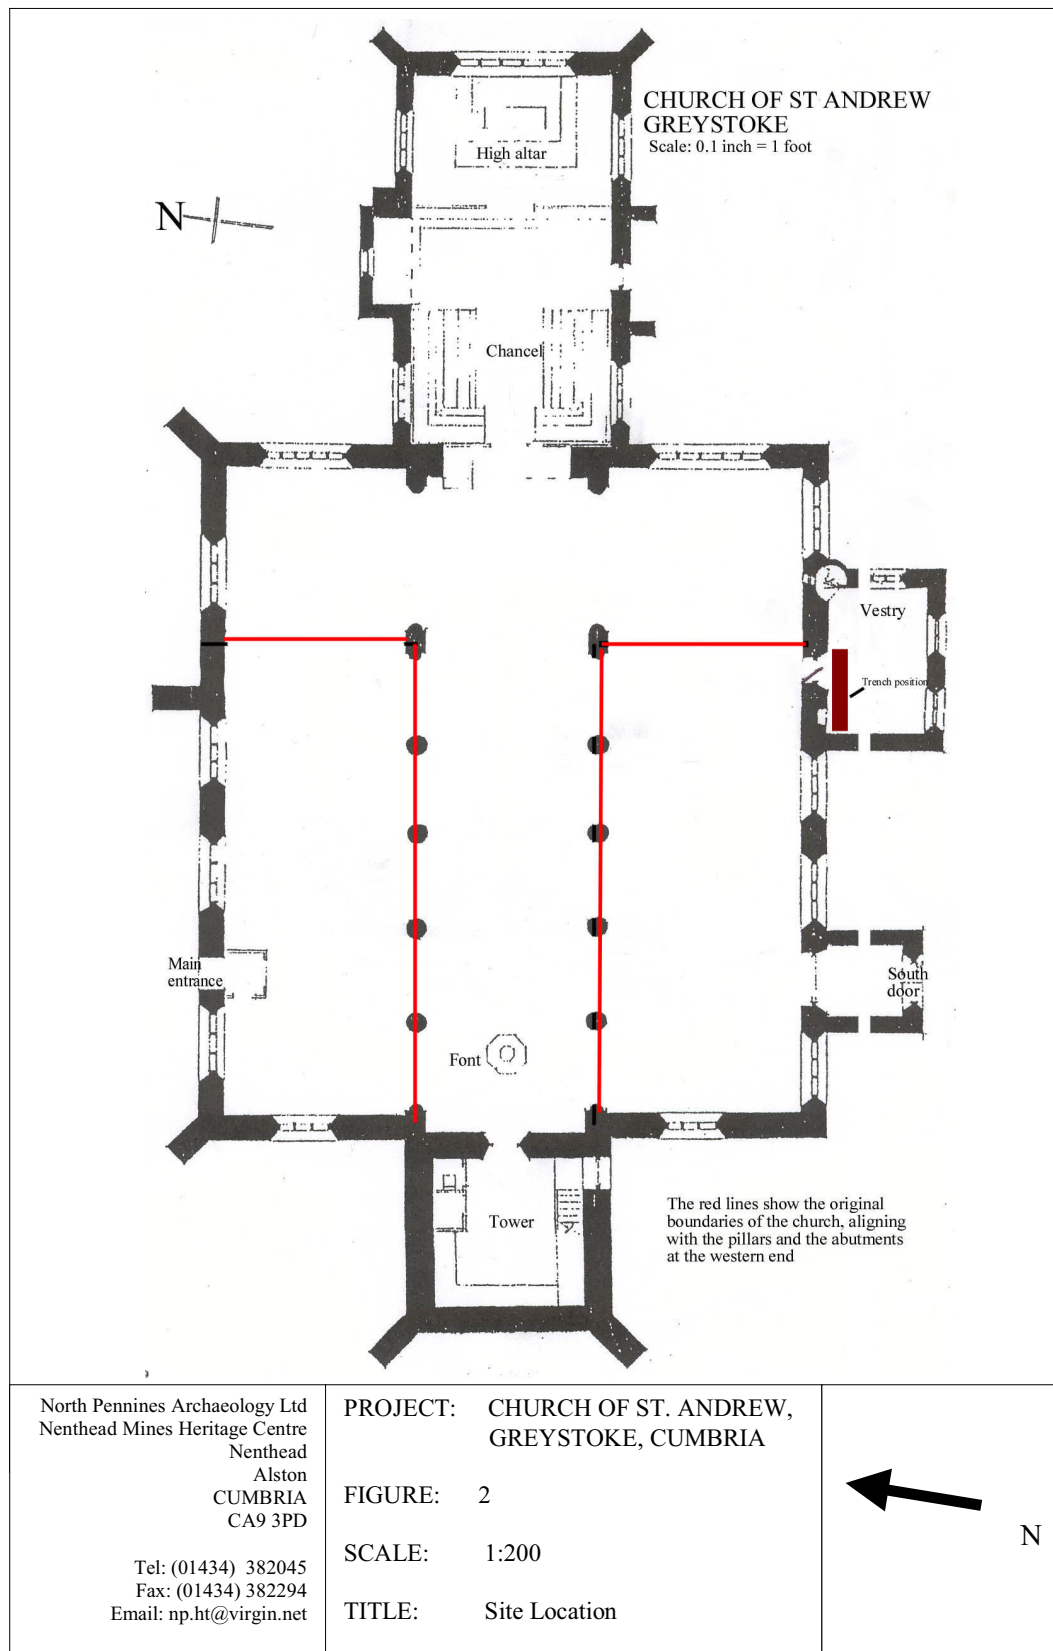 CHURCH OF ST ANDREW
GREYSTOKE
Scale: 0.1 inch = 1 foot
High altar
N
Chancel
Vestry
Trench position
Main
entrance
South
door
Font
Tower
The red lines show the original
boundaries of the church, aligning
with the pillars and the abutments
at the western end
North Pennines Archaeology Ltd
Nenthead Mines Heritage Centre
Nenthead
Alston
CUMBRIA
CA9 3PD
Tel: (01434) 382045
Fax: (01434) 382294
Email: np.ht@virgin.net
PROJECT: CHURCH OF ST. ANDREW,
GREYSTOKE, CUMBRIA
FIGURE: 2
SCALE: 1:200
TITLE: Site Location
N